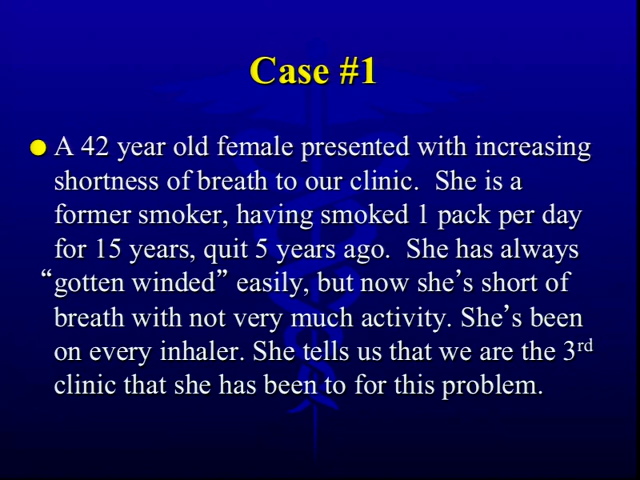 Case #1
A 42 year old female presented with increasing
shortness of breath to our clinic.  She is a
former smoker, having smoked 1 pack per day
for 15 years, quit 5 years ago.  She has always
“gotten winded” easily, but now she’s short of
breath with not very much activity. She’s been
on every inhaler. She tells us that we are the 3rd
clinic that she has been to for this problem.